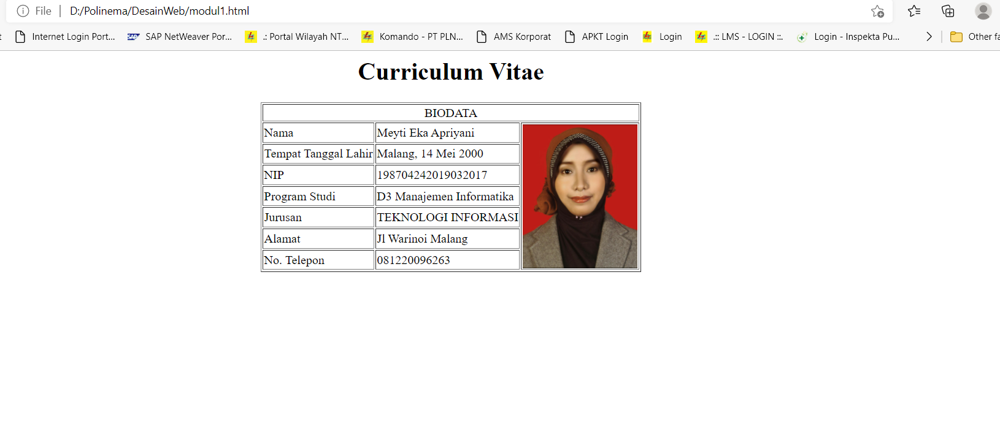 File D:/Polinema/DesainWeb/modul1.html
Internet Login Port... SAP NetWeaver Por... .: Portal Wilayah NT... Komando - PT PLN... AMS Korporat APKT Login Login .:: LMS - LOGIN ::. Login - Inspekta Pu... Other fa
Curriculum Vitae
BIODATA
Nama Meyti Eka Apriyani
Tempat Tanggal Lahir Malang, 14 Mei 2000
NIP 198704242019032017
Program Studi D3 Manajemen Informatika
Jurusan TEKNOLOGI INFORMASI
Alamat Jl Warinoi Malang
No. Telepon 081220096263